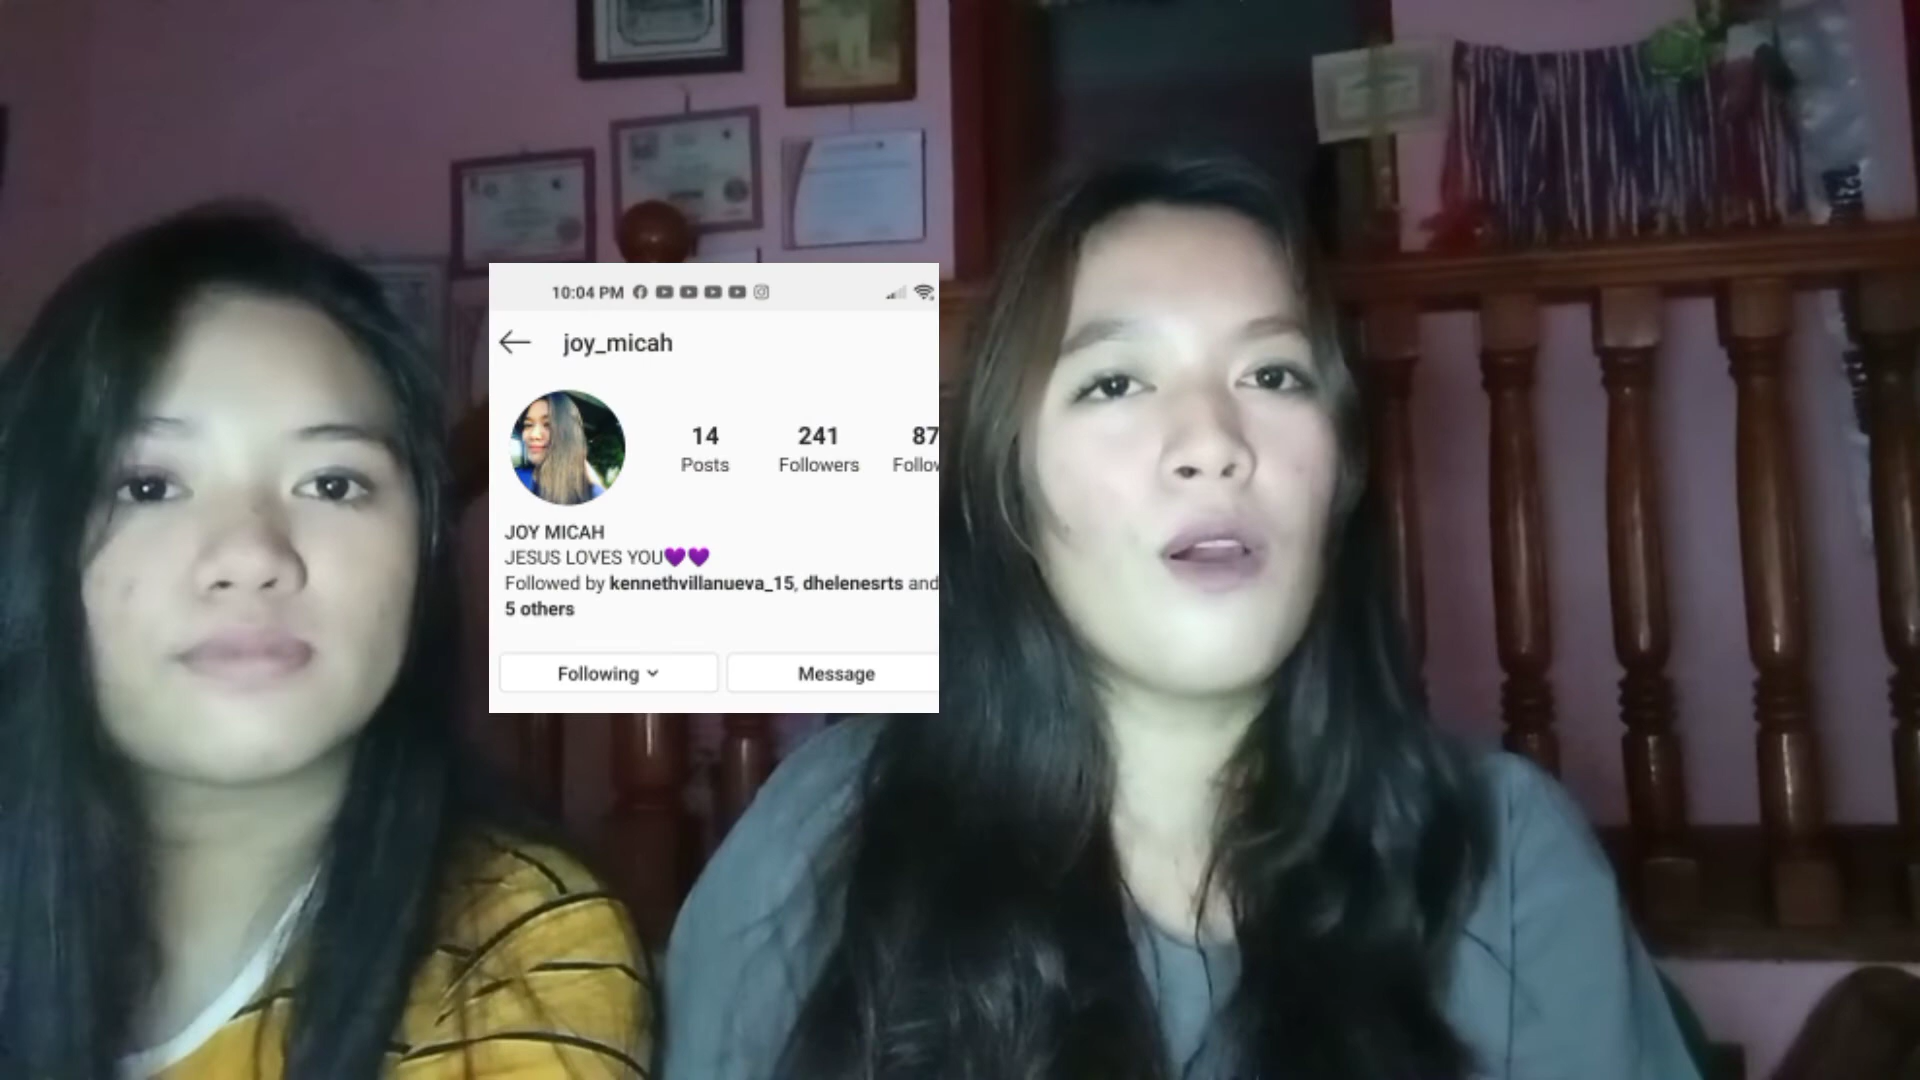 10:04 PM
joy_micah
14 241 87
Posts Followers Follow
JOY MICAH
JESUS LOVES YOU💜💜
Followed by kennethvillanueva_15, dhelenesrts and
5 others
Following Message